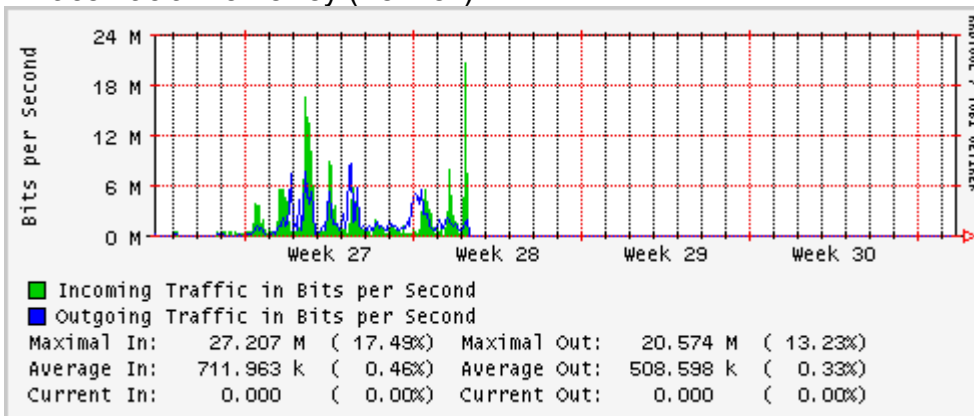 Bits per Second
24 M
18 M
12 M
6 M
0 M
Week 27 Week 28 Week 29 Week 30
Incoming Traffic in Bits per Second
Outgoing Traffic in Bits per Second
Maximal In: 27.207 M ( 17.49%) Maximal Out: 20.574 M ( 13.23%)
Average In: 711.963 k ( 0.46%) Average Out: 508.598 k ( 0.33%)
Current In: 0.000 ( 0.00%) Current Out: 0.000 ( 0.00%)